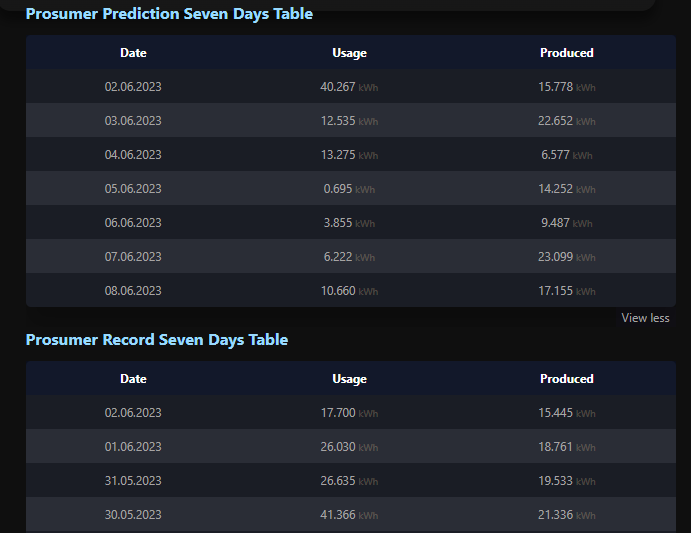 Prosumer Prediction Seven Days Table
Date Usage Produced
02.06.2023 40.267 kWh 15.778 kWh
03.06.2023 12.535 kWh 22.652 kWh
04.06.2023 13.275 kWh 6.577 kWh
05.06.2023 0.695 kWh 14.252 kWh
06.06.2023 3.855 kWh 9.487 kWh
07.06.2023 6.222 kWh 23.099 kWh
08.06.2023 10.660 kWh 17.155 kWh
View less
Prosumer Record Seven Days Table
Date Usage Produced
02.06.2023 17.700 kWh 15.445 kWh
01.06.2023 26.030 kWh 18.761 kWh
31.05.2023 26.635 kWh 19.533 kWh
30.05.2023 41.366 kWh 21.336 kWh